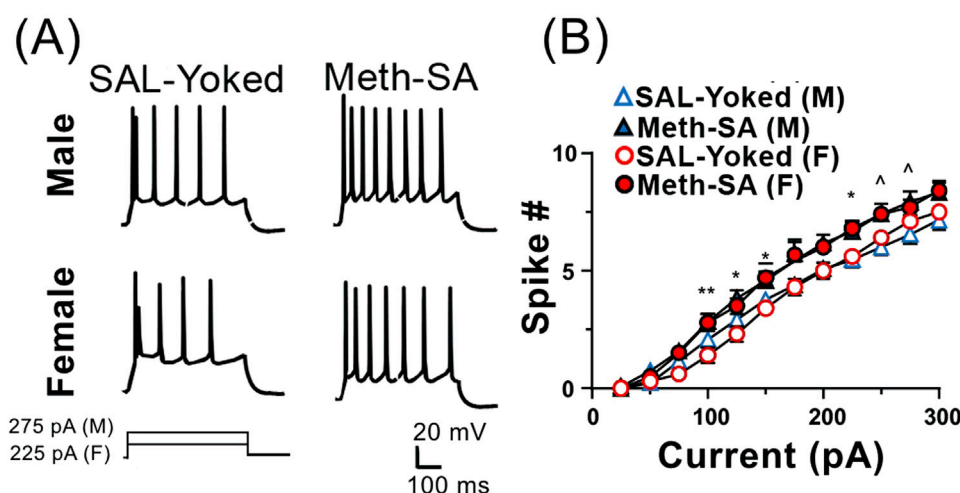 (A)
SAL-Yoked Meth-SA
Male
Female
275 pA (M)
225 pA (F)
20 mV
100 ms
(B)
SAL-Yoked (M)
Meth-SA (M)
SAL-Yoked (F)
Meth-SA (F)
Spike #
10
5
0
** * * * ^ ^
0 100 200 300
Current (pA)